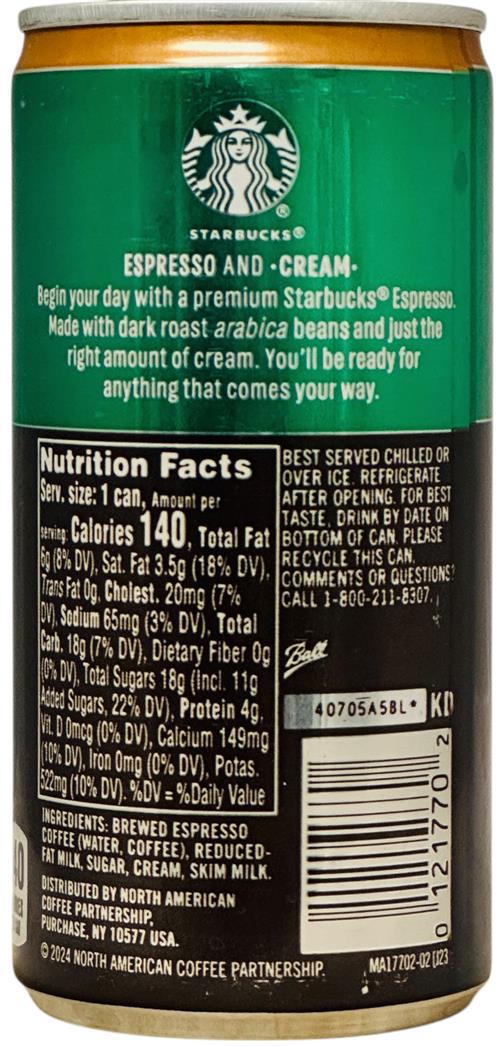 STARBUCKS®
ESPRESSO AND •CREAM•
Begin your day with a premium Starbucks® Espresso.
Made with dark roast arabica beans and just the
right amount of cream. You'll be ready for
anything that comes your way.
Nutrition Facts
Serv. size: 1 can, Amount per
serving: Calories 140, Total Fat
6g (8% DV), Sat. Fat 3.5g (18% DV),
Trans Fat 0g, Cholest. 20mg (7%
DV), Sodium 65mg (3% DV), Total
Carb. 18g (7% DV), Dietary Fiber 0g
(0% DV), Total Sugars 18g (Incl. 11g
Added Sugars, 22% DV), Protein 4g,
Vit. D 0mcg (0% DV), Calcium 149mg
(10% DV), Iron 0mg (0% DV), Potas.
522mg (10% DV). %DV = %Daily Value
BEST SERVED CHILLED OR
OVER ICE. REFRIGERATE
AFTER OPENING. FOR BEST
TASTE, DRINK BY DATE ON
BOTTOM OF CAN. PLEASE
RECYCLE THIS CAN.
COMMENTS OR QUESTIONS?
CALL 1-800-211-8307.
Ball
40705A5BL*
0 121770 2
INGREDIENTS: BREWED ESPRESSO
COFFEE (WATER, COFFEE), REDUCED-
FAT MILK, SUGAR, CREAM, SKIM MILK.
DISTRIBUTED BY NORTH AMERICAN
COFFEE PARTNERSHIP,
PURCHASE, NY 10577 USA.
© 2024 NORTH AMERICAN COFFEE PARTNERSHIP.
MA17702-02